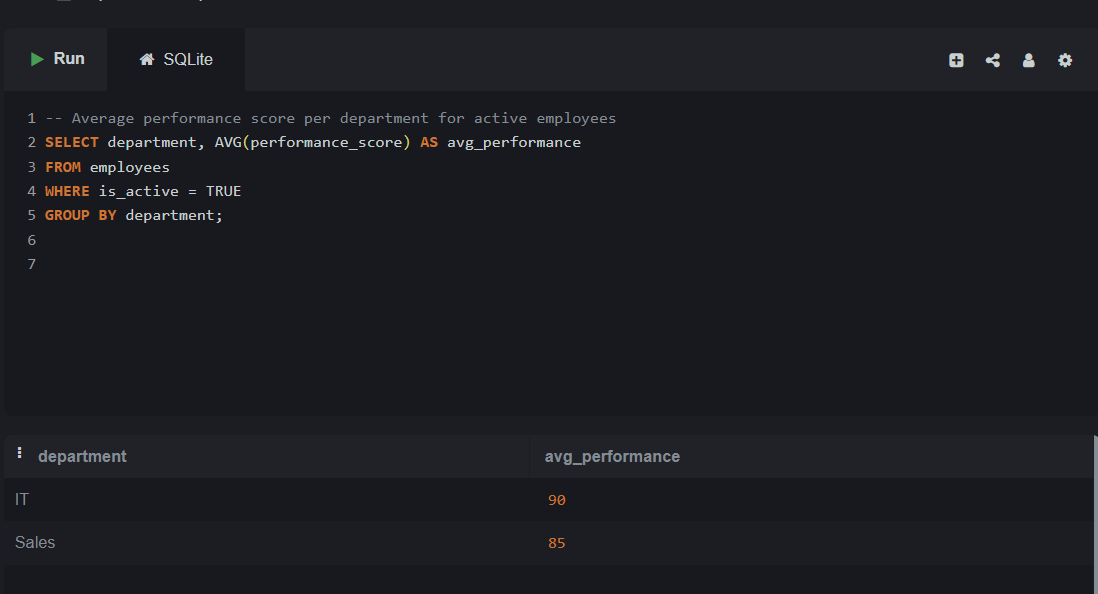 Run SQLite
1 -- Average performance score per department for active employees
2 SELECT department, AVG(performance_score) AS avg_performance
3 FROM employees
4 WHERE is_active = TRUE
5 GROUP BY department;
6
7
department avg_performance
IT 90
Sales 85